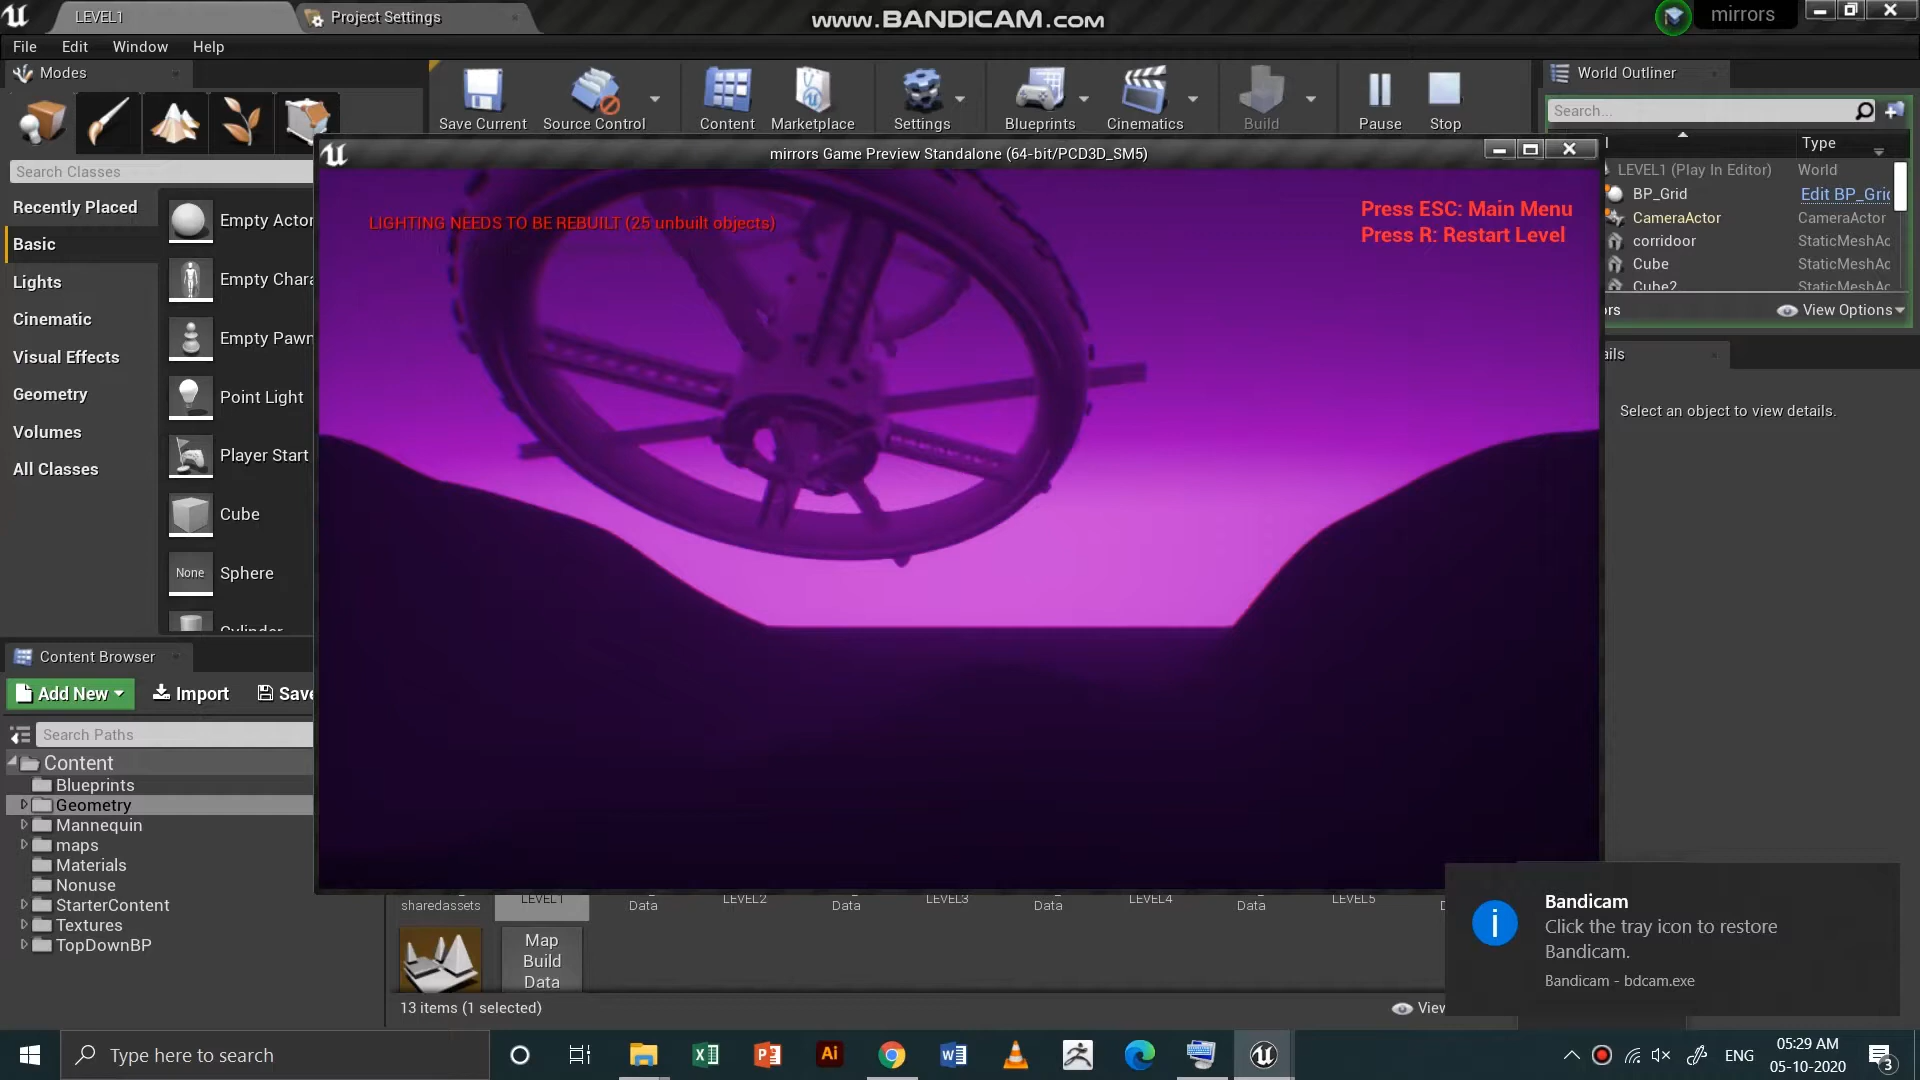 LEVEL1
Project Settings
www.BANDICAM.com
mirrors
File Edit Window Help
Modes
Save Current
Source Control
Content
Marketplace
Settings
Blueprints
Cinematics
Build
Pause
Stop
World Outliner
Search...
Type
LEVEL1 (Play In Editor) World
BP_Grid Edit BP_Gri
CameraActor CameraActor
corridoor StaticMeshAc
Cube StaticMeshAc
Cube2 StaticMeshAc
View Options
Select an object to view details.
Search Classes
Recently Placed
Basic
Lights
Cinematic
Visual Effects
Geometry
Volumes
All Classes
Empty Actor
Empty Chara
Empty Pawn
Point Light
Player Start
Cube
None Sphere
Cylinder
mirrors Game Preview Standalone (64-bit/PCD3D_SM5)
LIGHTING NEEDS TO BE REBUILT (25 unbuilt objects)
Press ESC: Main Menu
Press R: Restart Level
Content Browser
Add New Import Save
Search Paths
Content
Blueprints
Geometry
Mannequin
maps
Materials
Nonuse
StarterContent
Textures
TopDownBP
sharedassets LEVEL1 Data LEVEL2 Data LEVEL3 Data LEVEL4 Data LEVEL5
Map
Build
Data
13 items (1 selected)
View
Bandicam
Click the tray icon to restore
Bandicam.
Bandicam - bdcam.exe
Type here to search
ENG
05:29 AM
05-10-2020
3